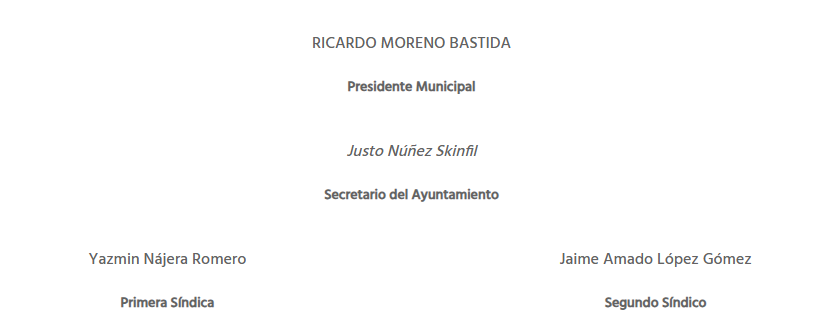 RICARDO MORENO BASTIDA
Presidente Municipal
Justo Núñez Skinfil
Secretario del Ayuntamiento
Yazmin Nájera Romero
Jaime Amado López Gómez
Primera Síndica
Segundo Síndico